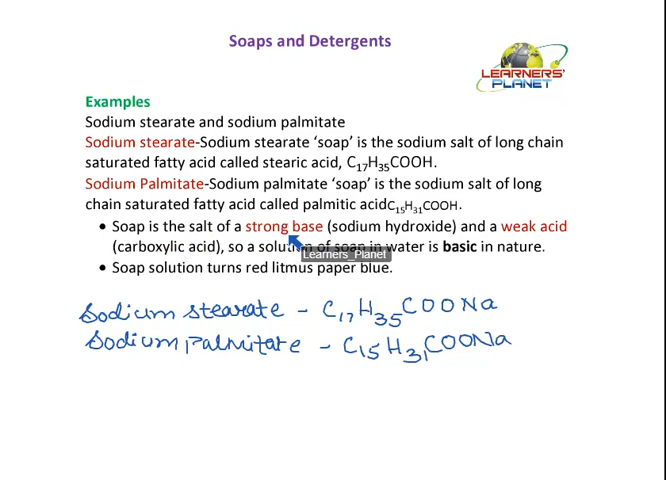 Soaps and Detergents
LEARNERS'
PLANET
Examples
Sodium stearate and sodium palmitate
Sodium stearate-Sodium stearate ‘soap’ is the sodium salt of long chain
saturated fatty acid called stearic acid, C₁₇H₃₅COOH.
Sodium Palmitate-Sodium palmitate ‘soap’ is the sodium salt of long
chain saturated fatty acid called palmitic acidC₁₅H₃₁COOH.
• Soap is the salt of a strong base (sodium hydroxide) and a weak acid
(carboxylic acid), so a solution of soap in water is basic in nature.
Learners_Planet
• Soap solution turns red litmus paper blue.
Sodium stearate – C₁₇H₃₅COONa
Sodium palmitate – C₁₅H₃₁COONa